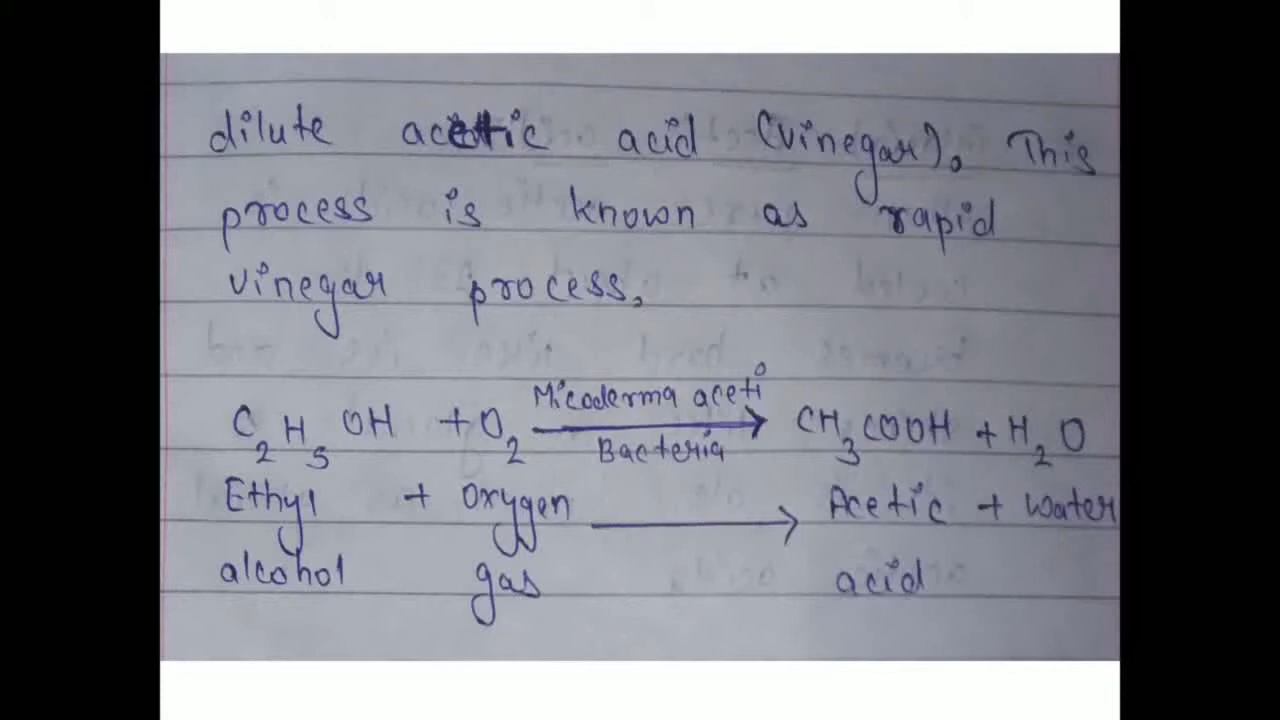 dilute acetic acid (vinegar). This
process is known as rapid
vinegar process,
Micoderma aceti
C₂H₅OH + O₂ ⟶ CH₃COOH + H₂O
Bacteria
Ethyl + Oxygen ⟶ Acetic + Water
alcohol gas acid